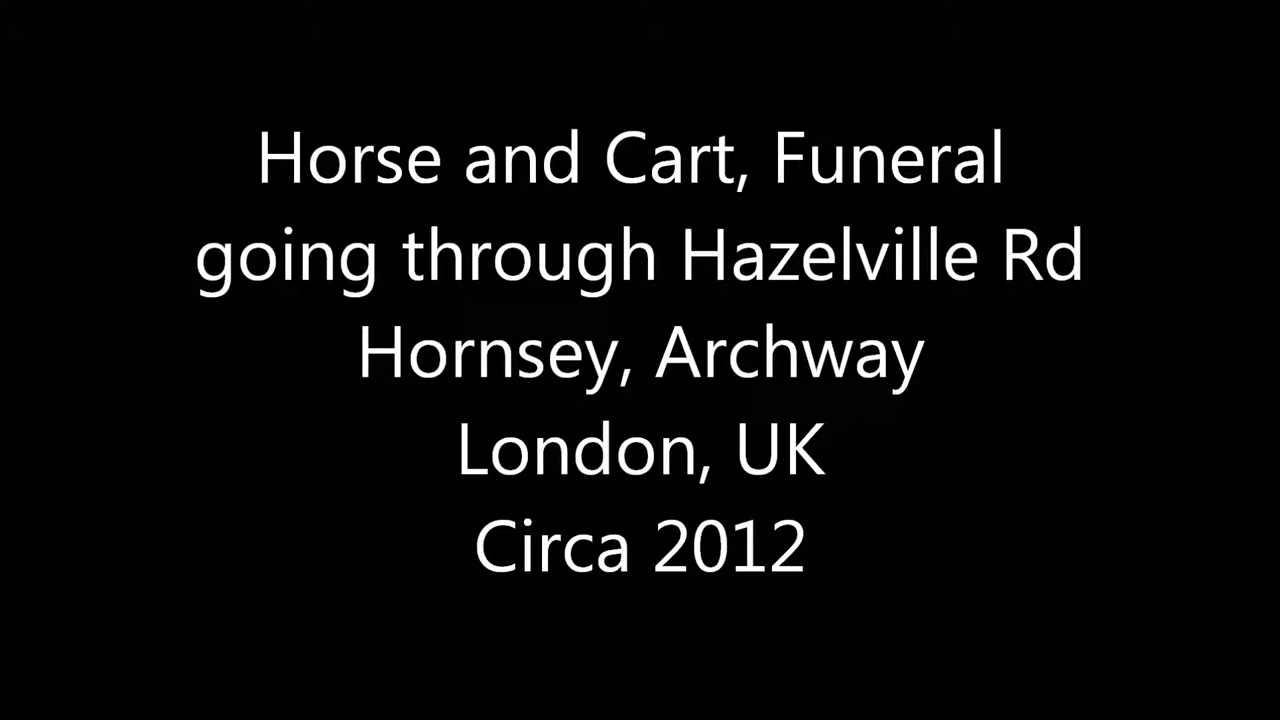 Horse and Cart, Funeral
going through Hazelville Rd
Hornsey, Archway
London, UK
Circa 2012